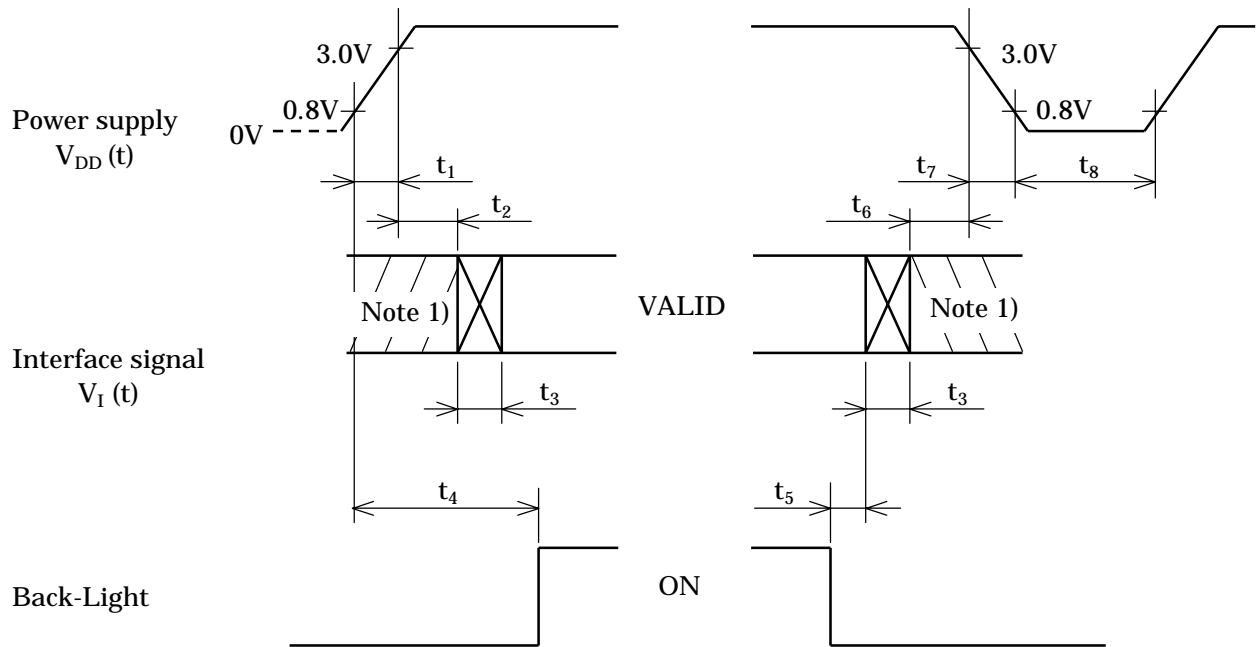 3.0V
0.8V
0V
Power supply
V_DD (t)
t_1
t_2
3.0V
0.8V
t_7
t_8
t_6
Note 1)
VALID
Note 1)
Interface signal
V_I (t)
t_3
t_3
t_4
t_5
Back-Light
ON